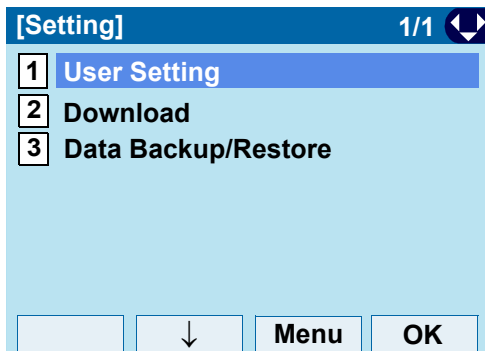 [Setting] 1/1
1 User Setting
2 Download
3 Data Backup/Restore
↓ Menu OK